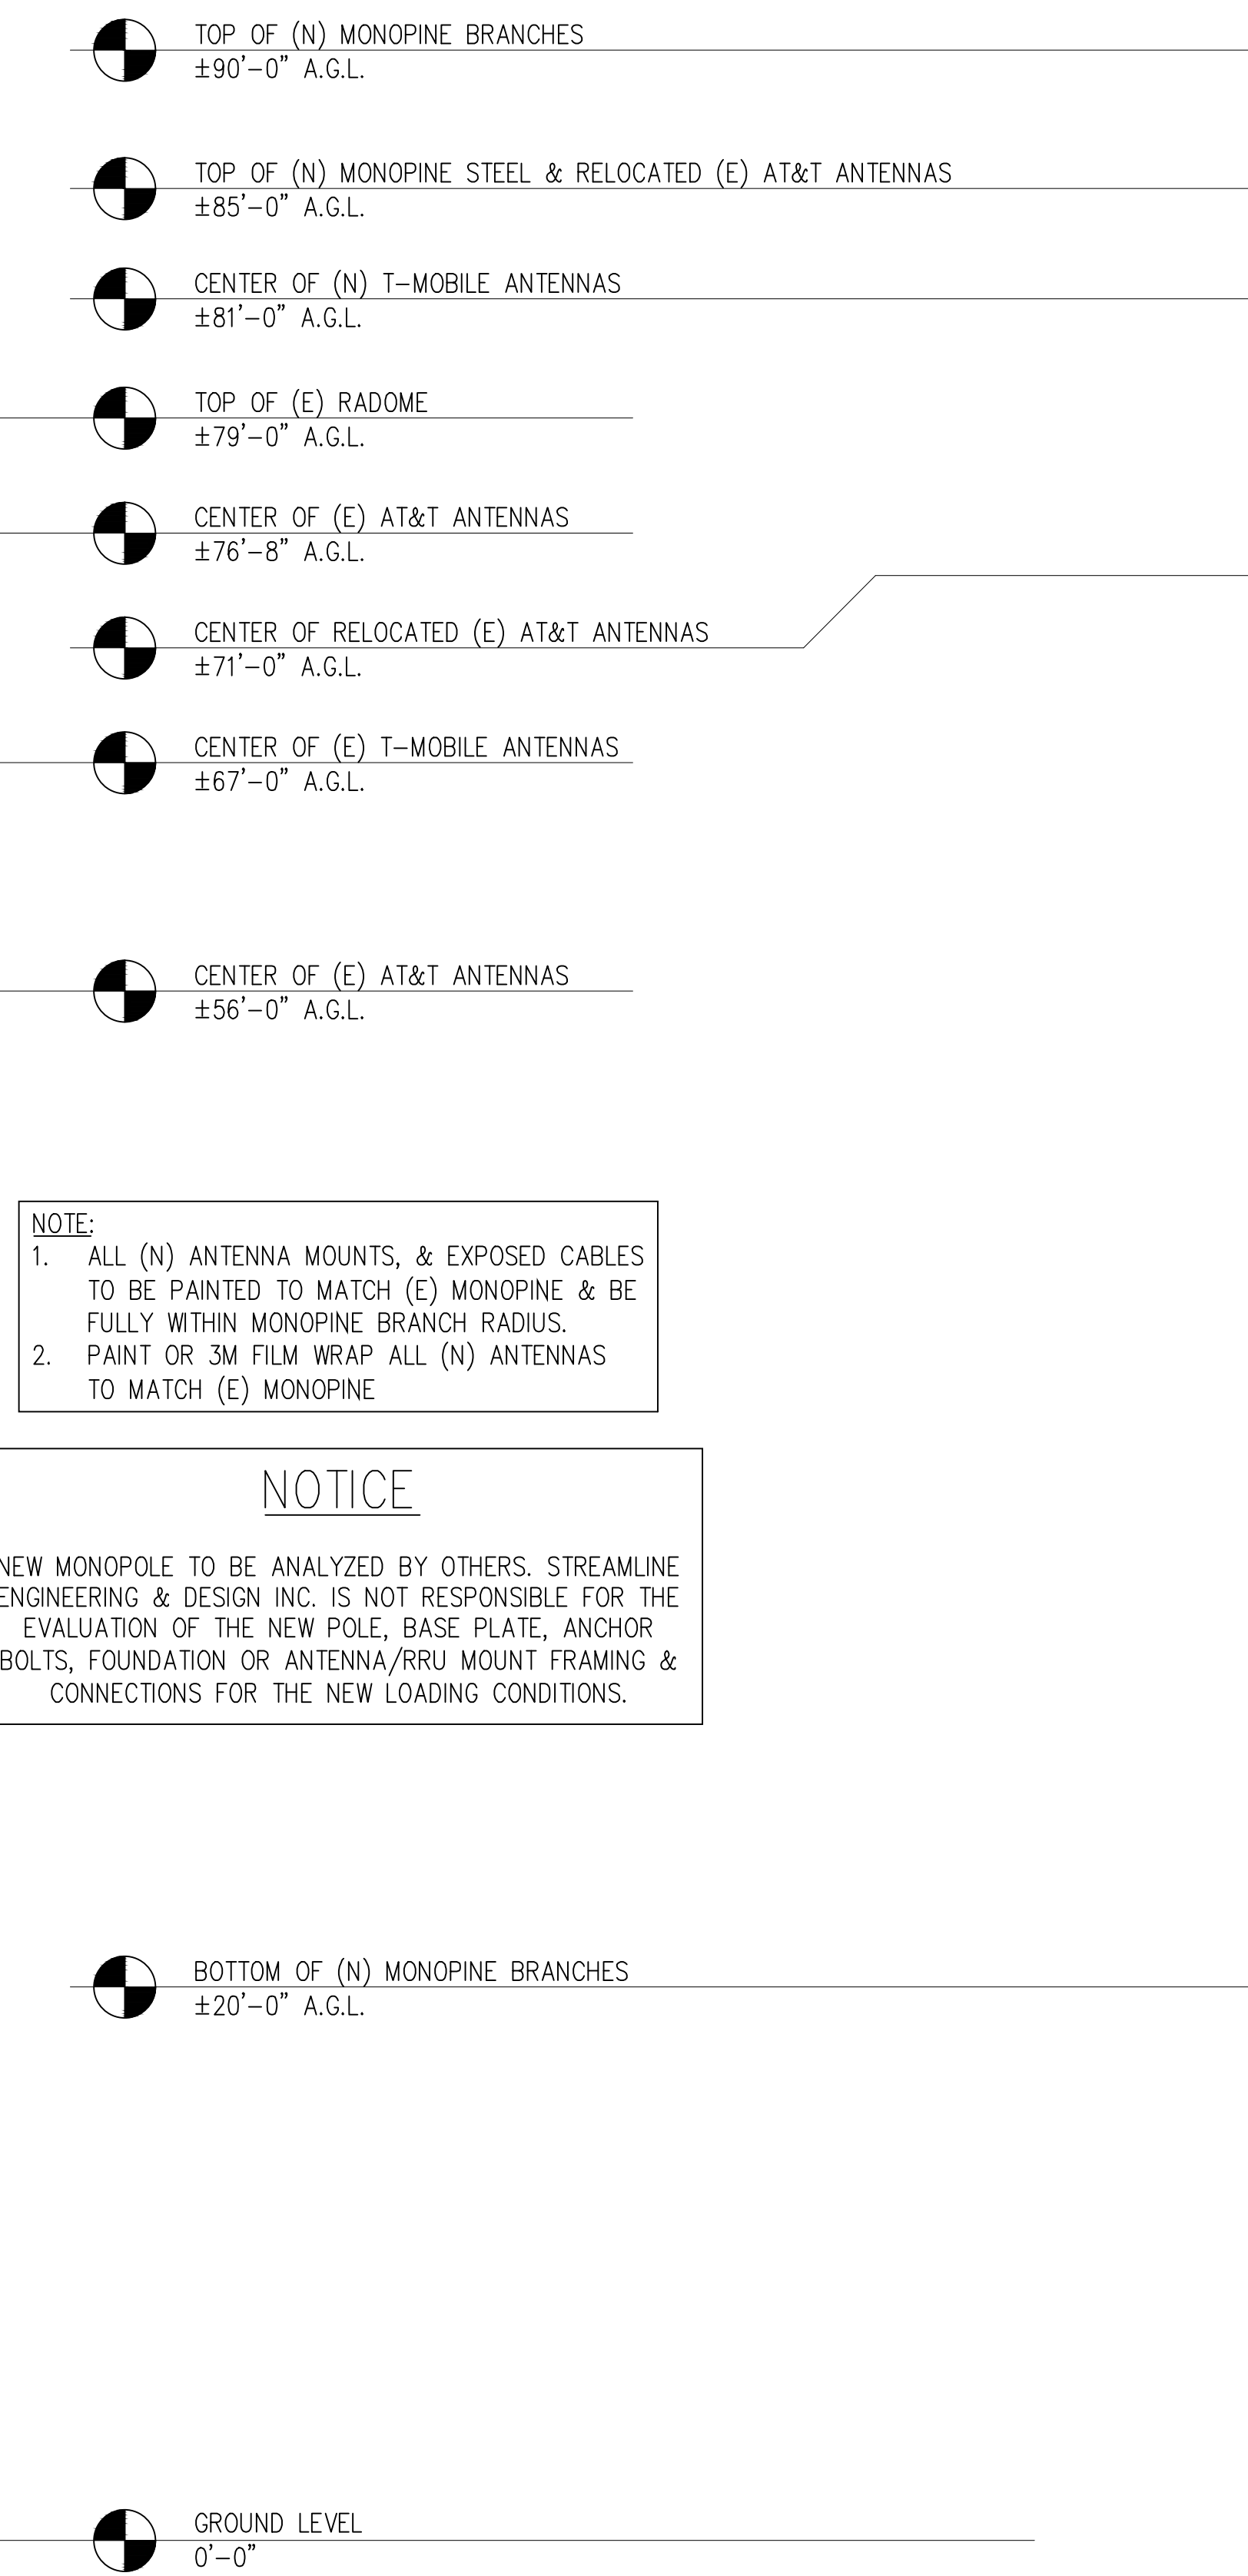 TOP OF (N) MONOPINE BRANCHES
±90'-0" A.G.L.
TOP OF (N) MONOPINE STEEL & RELOCATED (E) AT&T ANTENNAS
±85'-0" A.G.L.
CENTER OF (N) T-MOBILE ANTENNAS
±81'-0" A.G.L.
TOP OF (E) RADOME
±79'-0" A.G.L.
CENTER OF (E) AT&T ANTENNAS
±76'-8" A.G.L.
CENTER OF RELOCATED (E) AT&T ANTENNAS
±71'-0" A.G.L.
CENTER OF (E) T-MOBILE ANTENNAS
±67'-0" A.G.L.
CENTER OF (E) AT&T ANTENNAS
±56'-0" A.G.L.
NOTE:
1. ALL (N) ANTENNA MOUNTS, & EXPOSED CABLES
TO BE PAINTED TO MATCH (E) MONOPINE & BE
FULLY WITHIN MONOPINE BRANCH RADIUS.
2. PAINT OR 3M FILM WRAP ALL (N) ANTENNAS
TO MATCH (E) MONOPINE
NOTICE
NEW MONOPOLE TO BE ANALYZED BY OTHERS. STREAMLINE
ENGINEERING & DESIGN INC. IS NOT RESPONSIBLE FOR THE
EVALUATION OF THE NEW POLE, BASE PLATE, ANCHOR
BOLTS, FOUNDATION OR ANTENNA/RRU MOUNT FRAMING &
CONNECTIONS FOR THE NEW LOADING CONDITIONS.
BOTTOM OF (N) MONOPINE BRANCHES
±20'-0" A.G.L.
GROUND LEVEL
0'-0"